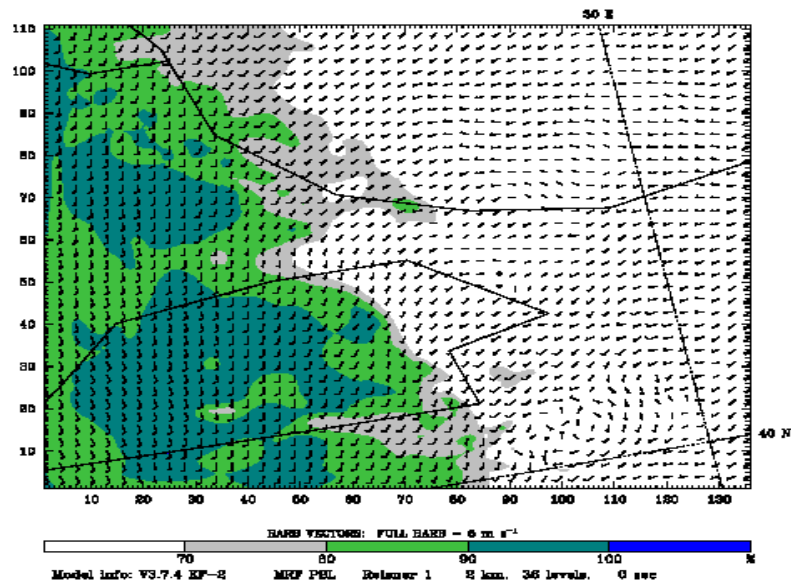 30 E
110
100
90
80
70
60
50
40
30
20
10
40 N
10 20 30 40 50 60 70 80 90 100 110 120 130
BARB VECTORS: FULL BARB = 5 m s⁻¹
70 80 90 100 %
Model info: V3.7.4 KF-2 MRF PBL Reisner 1 2 km, 36 levels, 6 sec